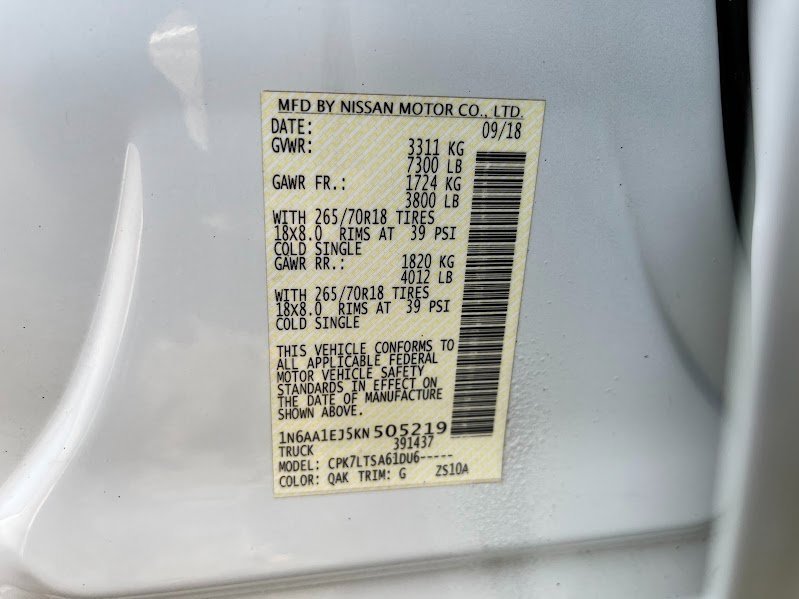 MFD BY NISSAN MOTOR CO., LTD.
DATE: 09/18
GVWR: 3311 KG
7300 LB
GAWR FR.: 1724 KG
3800 LB
WITH 265/70R18 TIRES
18X8.0 RIMS AT 39 PSI
COLD SINGLE
GAWR RR.: 1820 KG
4012 LB
WITH 265/70R18 TIRES
18X8.0 RIMS AT 39 PSI
COLD SINGLE
THIS VEHICLE CONFORMS TO
ALL APPLICABLE FEDERAL
MOTOR VEHICLE SAFETY
STANDARDS IN EFFECT ON
THE DATE OF MANUFACTURE
SHOWN ABOVE.
1N6AA1EJ5KN505219
TRUCK 391437
MODEL: CPK7LTSA61DU6-----
COLOR: QAK TRIM: G ZS10A